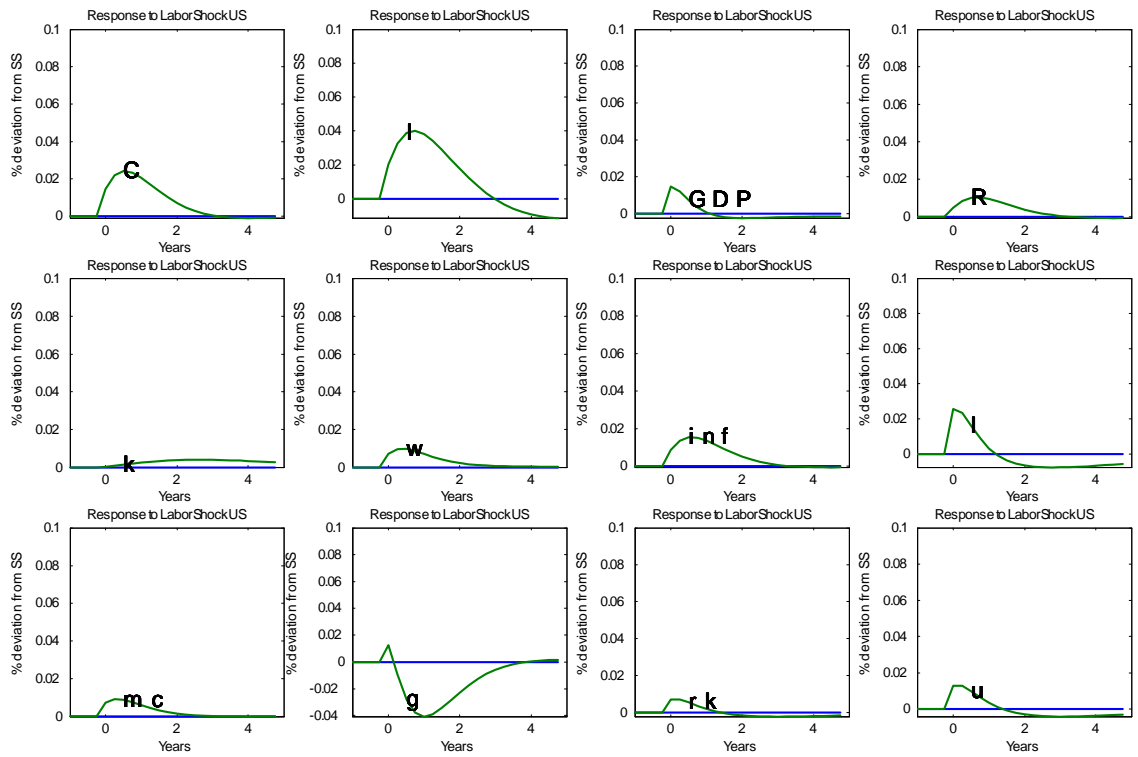 Response to LaborShockUS
% deviation from SS
0.1
0.08
0.06
0.04
0.02
0
C
0 2 4
Years
Response to LaborShockUS
% deviation from SS
0.1
0.08
0.06
0.04
0.02
0
I
0 2 4
Years
Response to LaborShockUS
% deviation from SS
0.1
0.08
0.06
0.04
0.02
0
G D P
0 2 4
Years
Response to LaborShockUS
% deviation from SS
0.1
0.08
0.06
0.04
0.02
0
R
0 2 4
Years
Response to LaborShockUS
% deviation from SS
0.1
0.08
0.06
0.04
0.02
0
k
0 2 4
Years
Response to LaborShockUS
% deviation from SS
0.1
0.08
0.06
0.04
0.02
0
w
0 2 4
Years
Response to LaborShockUS
% deviation from SS
0.1
0.08
0.06
0.04
0.02
0
i n f
0 2 4
Years
Response to LaborShockUS
% deviation from SS
0.1
0.08
0.06
0.04
0.02
0
l
0 2 4
Years
Response to LaborShockUS
% deviation from SS
0.1
0.08
0.06
0.04
0.02
0
m c
0 2 4
Years
Response to LaborShockUS
% deviation from SS
0.1
0.08
0.06
0.04
0.02
0
-0.02
-0.04
g
0 2 4
Years
Response to LaborShockUS
% deviation from SS
0.1
0.08
0.06
0.04
0.02
0
r k
0 2 4
Years
Response to LaborShockUS
% deviation from SS
0.1
0.08
0.06
0.04
0.02
0
u
0 2 4
Years